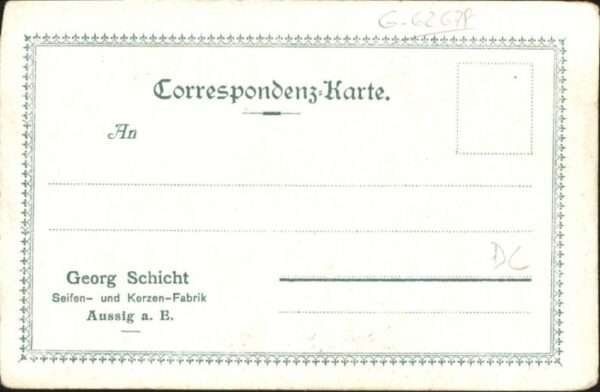 G-62678
Correspondenz-Karte.
An
DC
Georg Schicht
Seifen- und Kerzen-Fabrik
Aussig a. E.